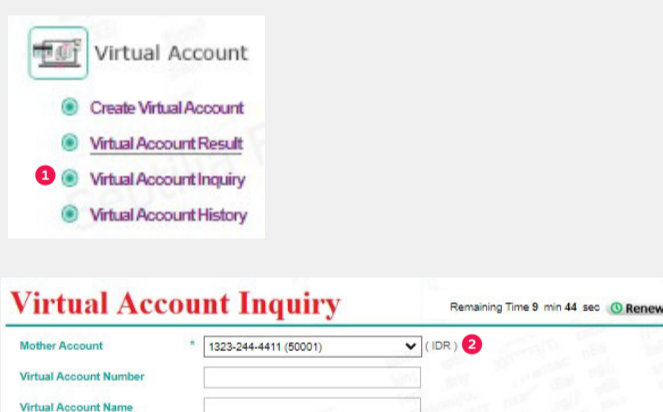 Virtual Account
Create Virtual Account
Virtual Account Result
1 Virtual Account Inquiry
Virtual Account History
Virtual Account Inquiry Remaining Time 9 min 44 sec Renew
Mother Account * 1323-244-4411 (50001) ( IDR ) 2
Virtual Account Number
Virtual Account Name